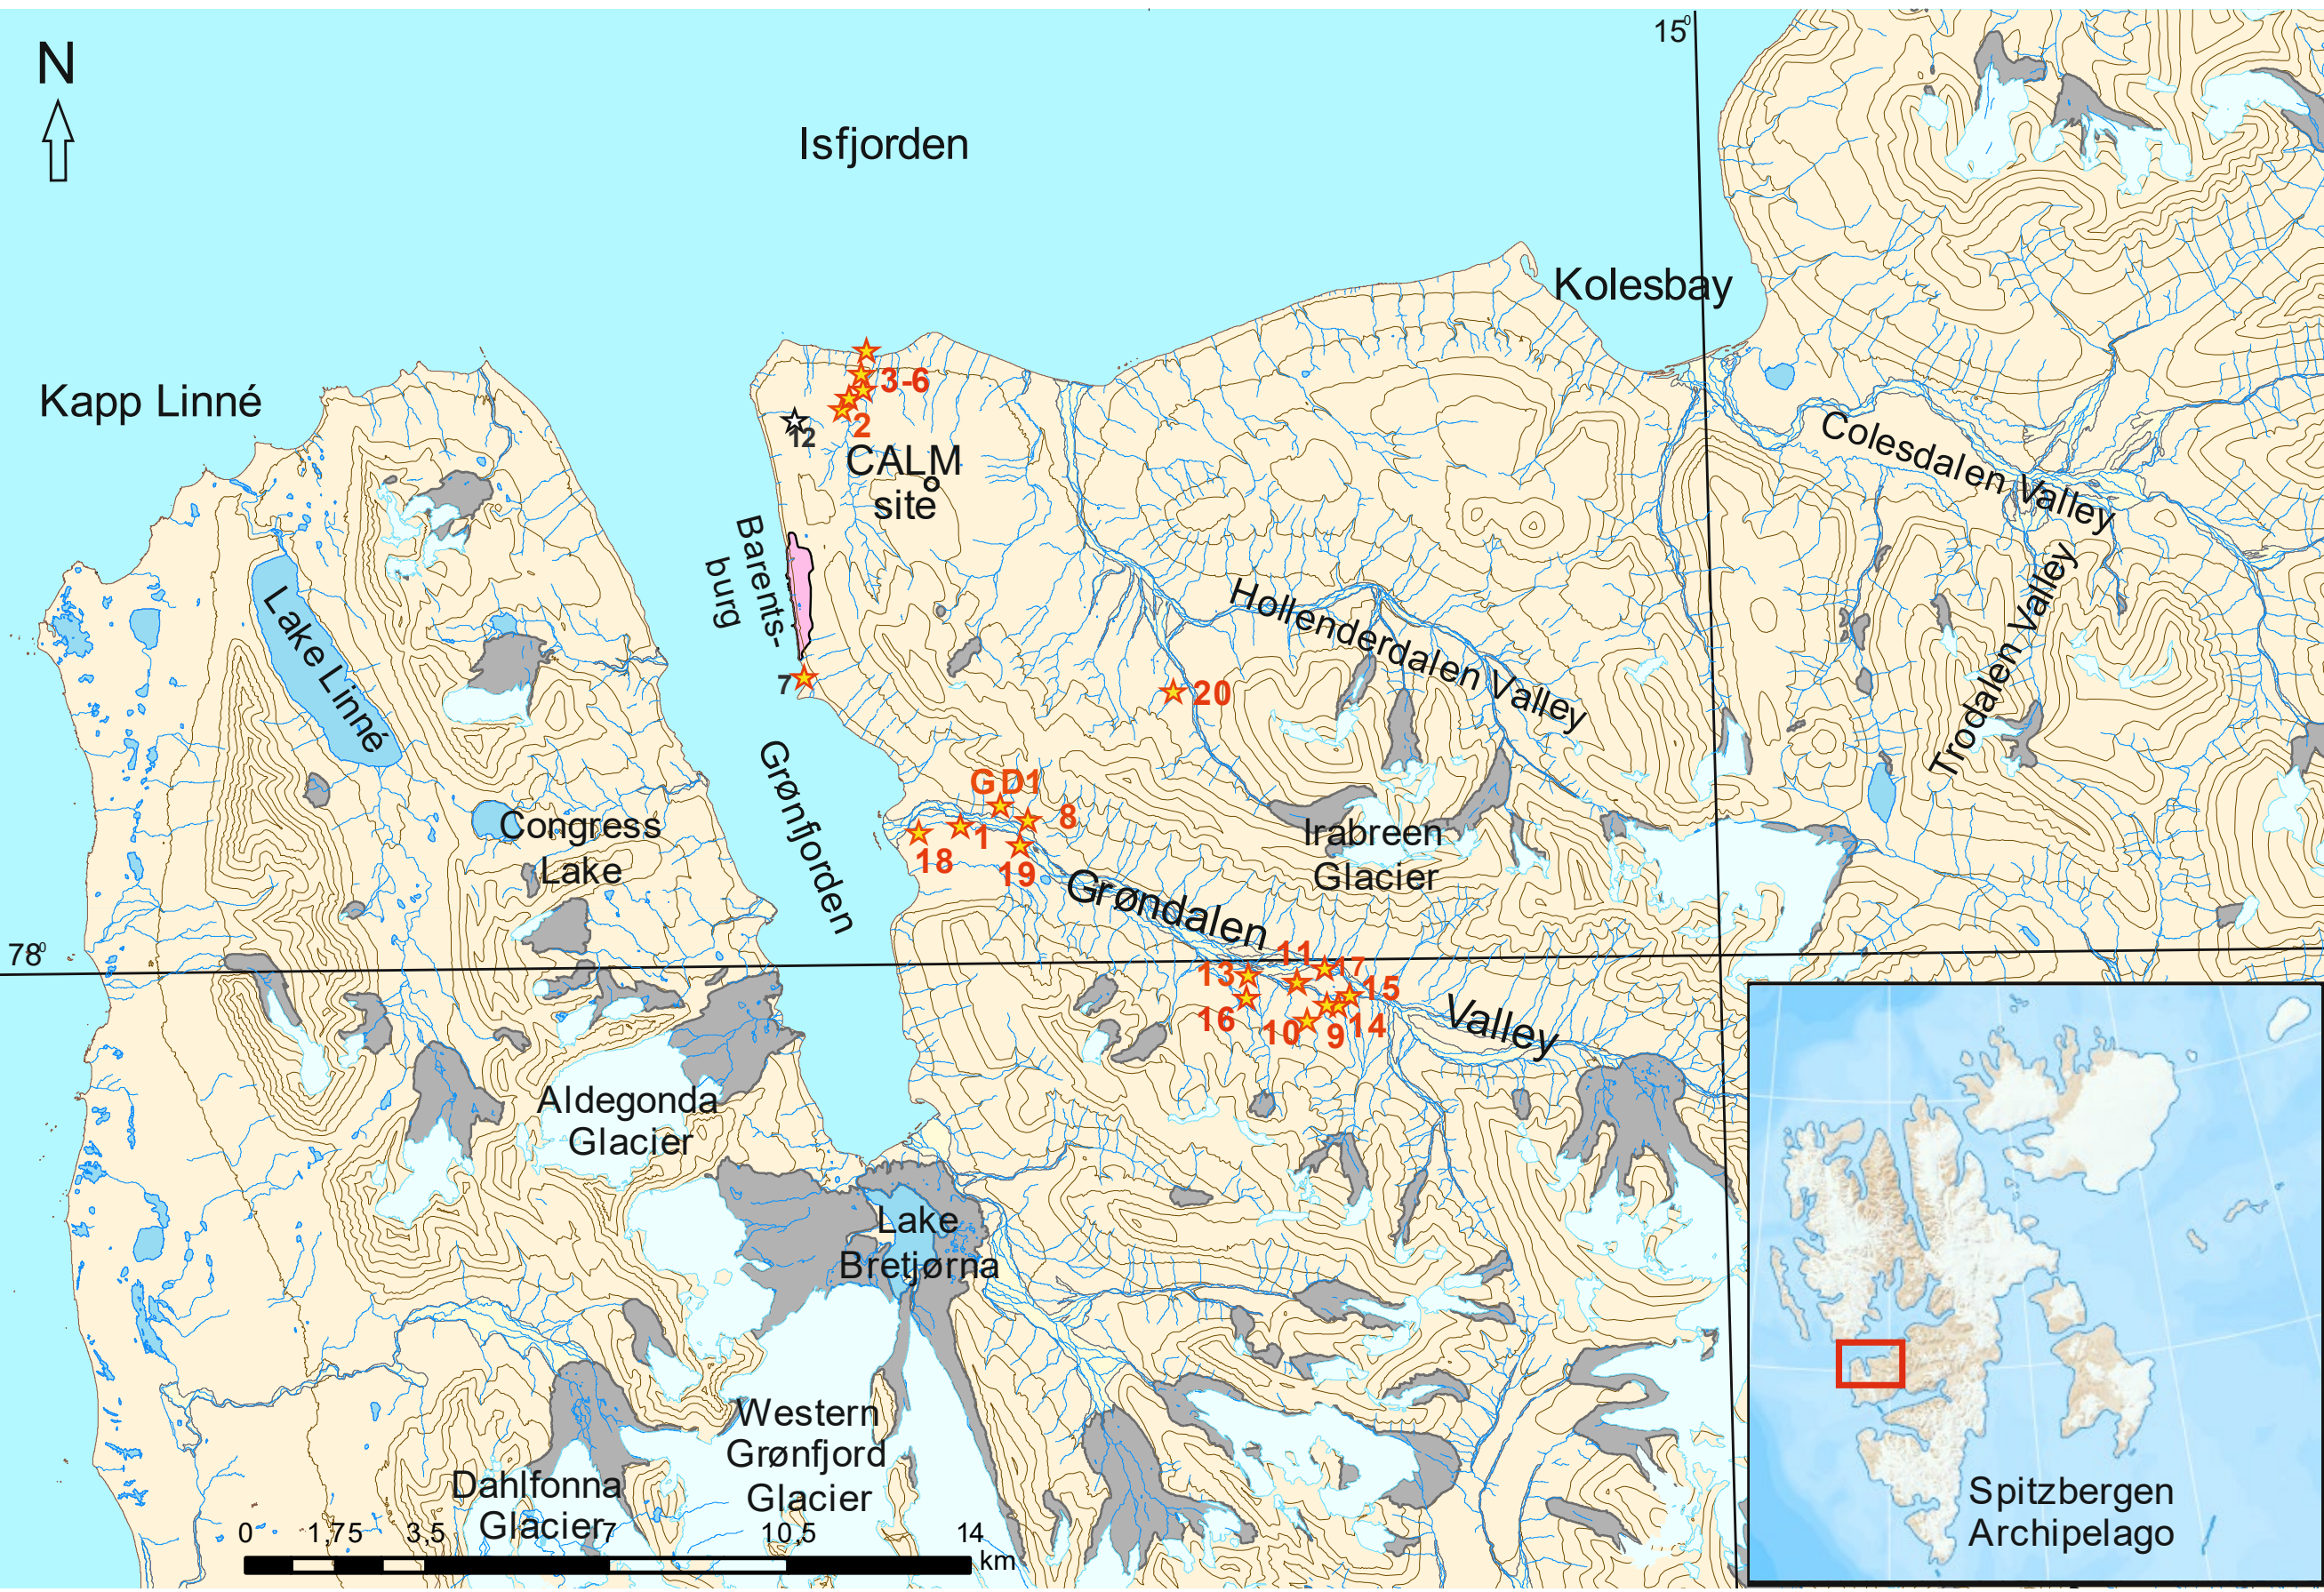 15⁰
N
Isfjorden
Kolesbay
Kapp Linné
3-6
2
12
CALM
site
Colesdalen Valley
Barents-
burg
Lake Linné
Hollenderdalen Valley
Trodalen Valley
7
20
Grønfjorden
GD1
8
1
18
19
Congress
Lake
Irabreen
Glacier
Grøndalen
Valley
78⁰
11
17
13
15
16
10
9
14
Aldegonda
Glacier
Lake
Bretjørna
Western
Grønfjord
Glacier
Dahlfonna
Glacier
0 1,75 3,5 7 10,5 14
km
Spitzbergen
Archipelago